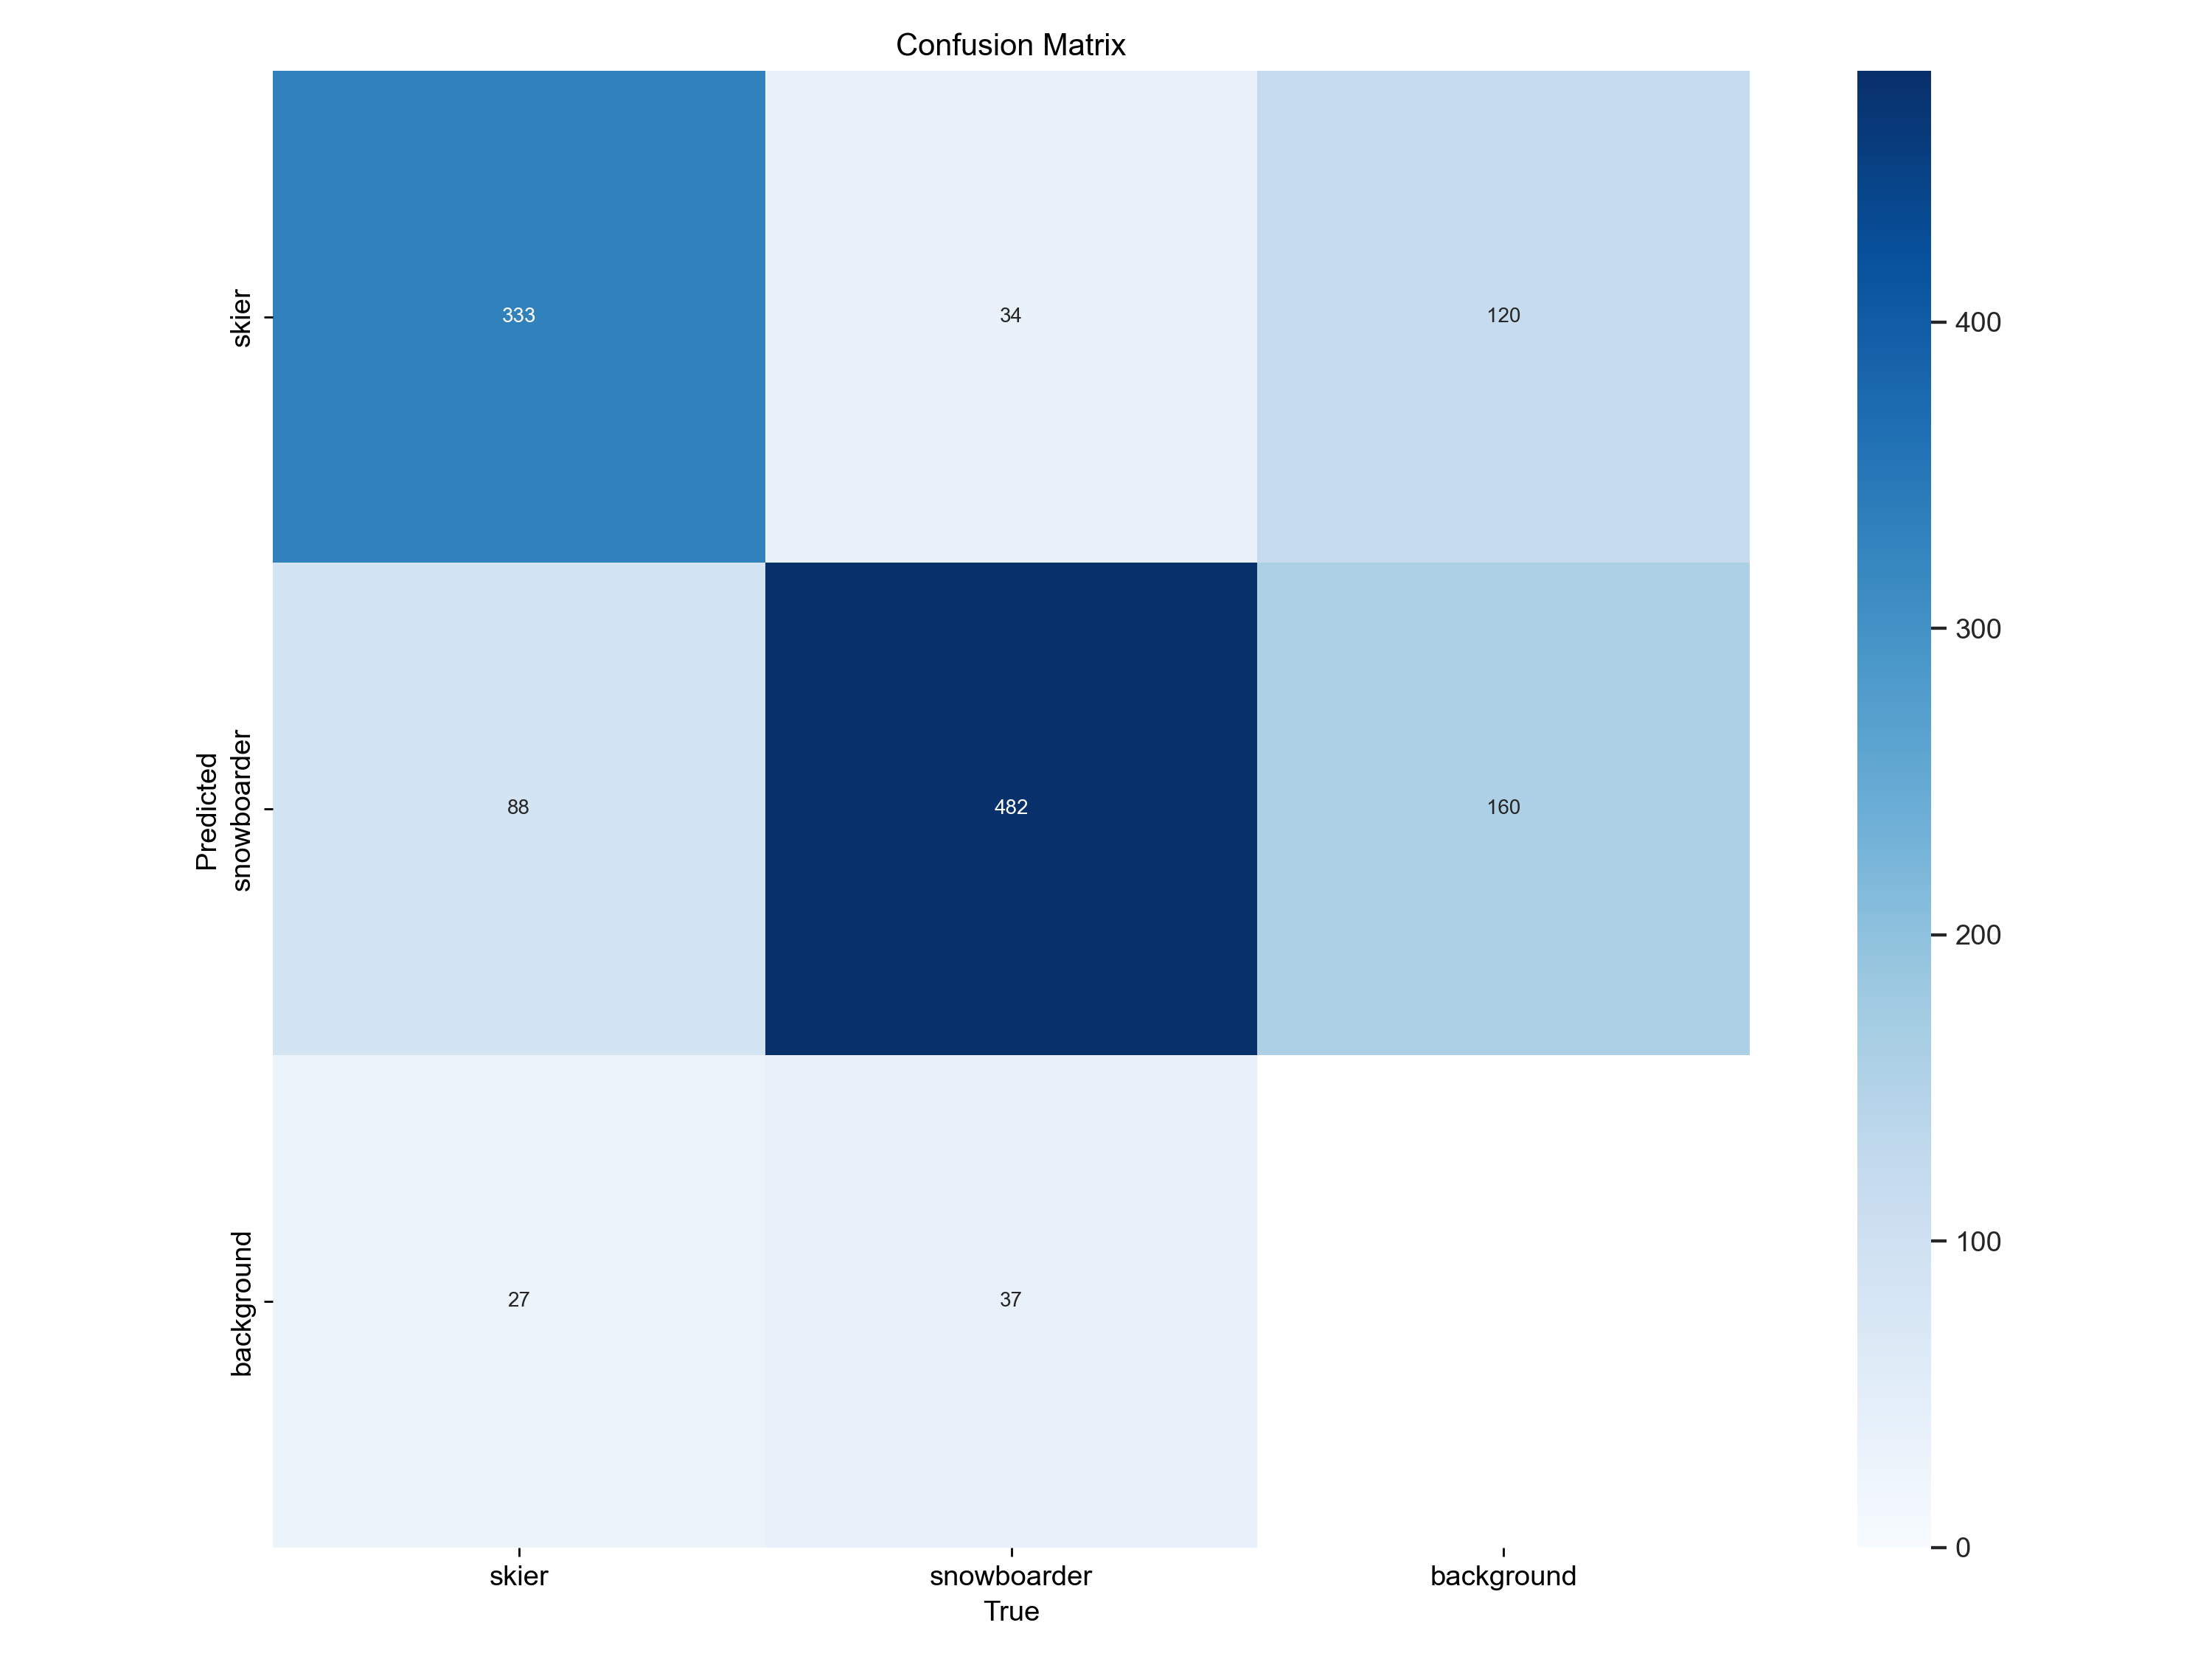 Confusion Matrix
skier
333
34
120
400
300
Predicted
snowboarder
88
482
160
200
100
background
27
37
0
skier
snowboarder
background
True